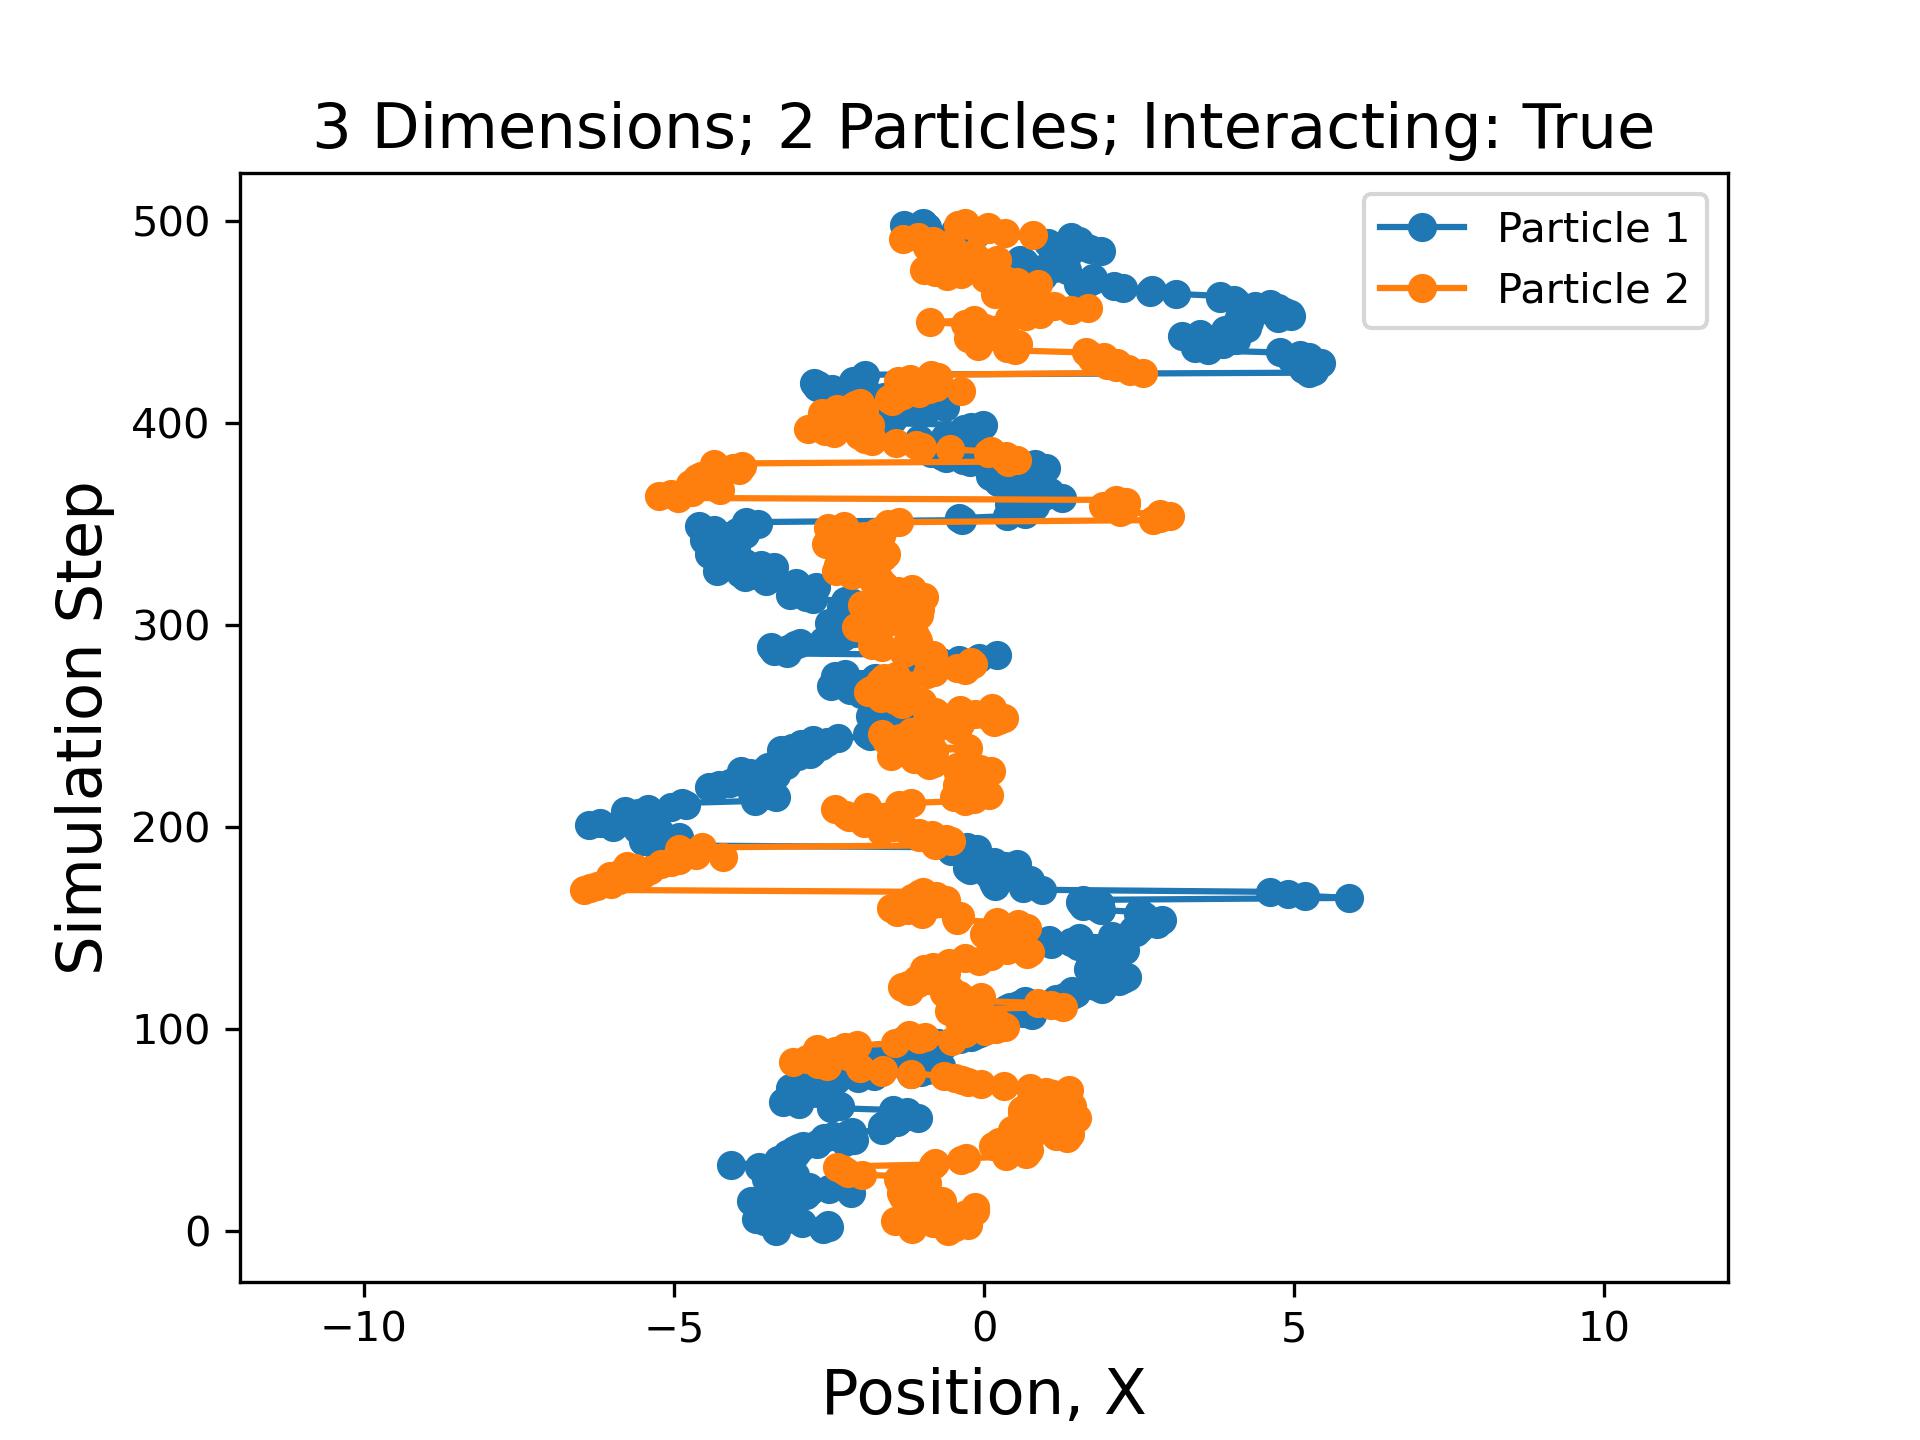 3 Dimensions; 2 Particles; Interacting: True
Particle 1
Particle 2
500
400
300
200
100
0
Simulation Step
−10
−5
0
5
10
Position, X